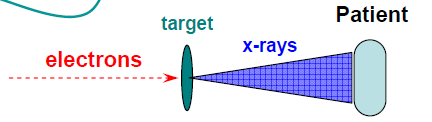 Patient
target
x-rays
electrons